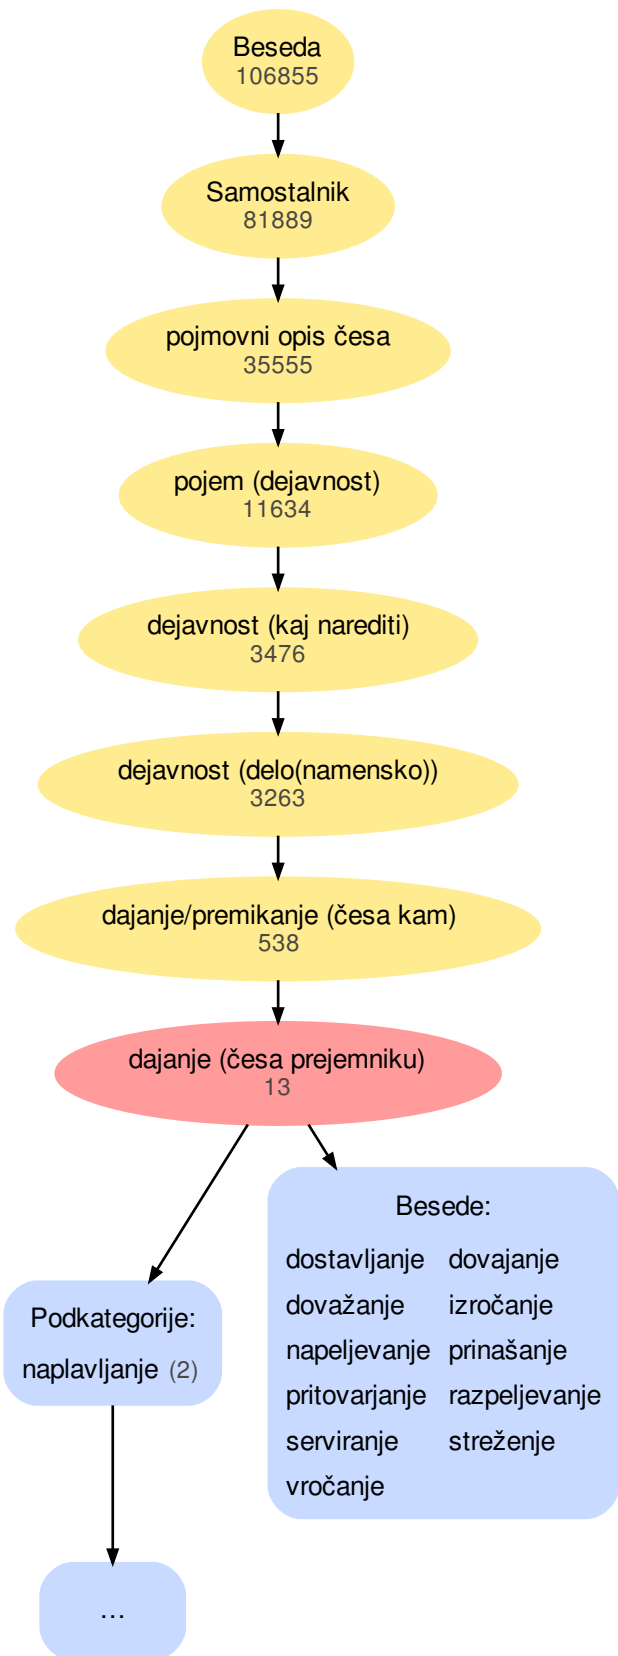 Beseda
106855
Samostalnik
81889
pojmovni opis česa
35555
pojem (dejavnost)
11634
dejavnost (kaj narediti)
3476
dejavnost (delo(namensko))
3263
dajanje/premikanje (česa kam)
538
dajanje (česa prejemniku)
13
Besede:
dostavljanje dovajanje
dovažanje izročanje
napeljevanje prinašanje
pritovarjanje razpeljevanje
serviranje streženje
vročanje
Podkategorije:
naplavljanje (2)
...